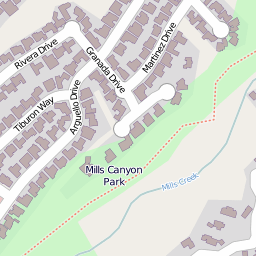 Rivera Drive
Granada Drive
Martinez Drive
Tiburon Way
Arguello Drive
Mills Canyon
Park
Mills Creek